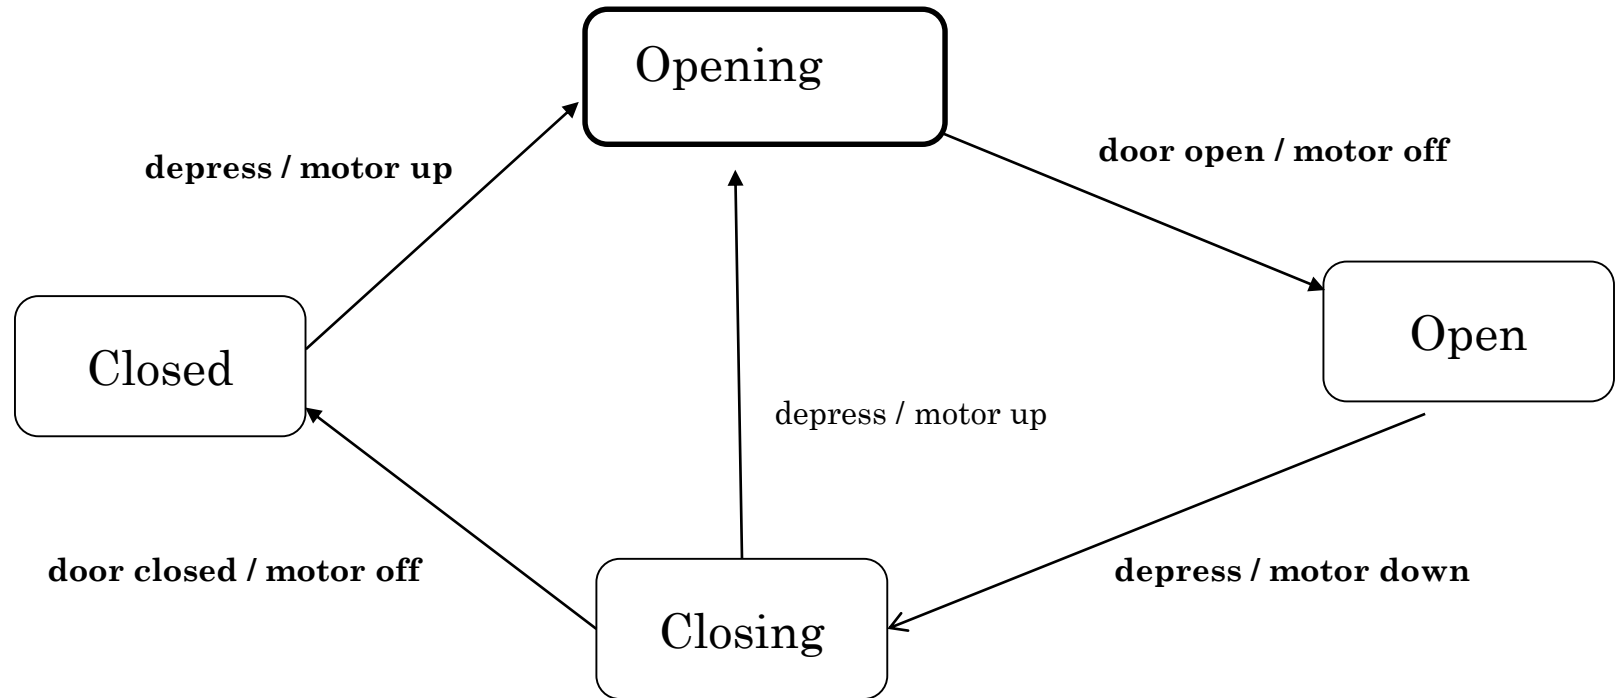 Opening
door open / motor off
depress / motor up
Open
Closed
depress / motor up
door closed / motor off
depress / motor down
Closing